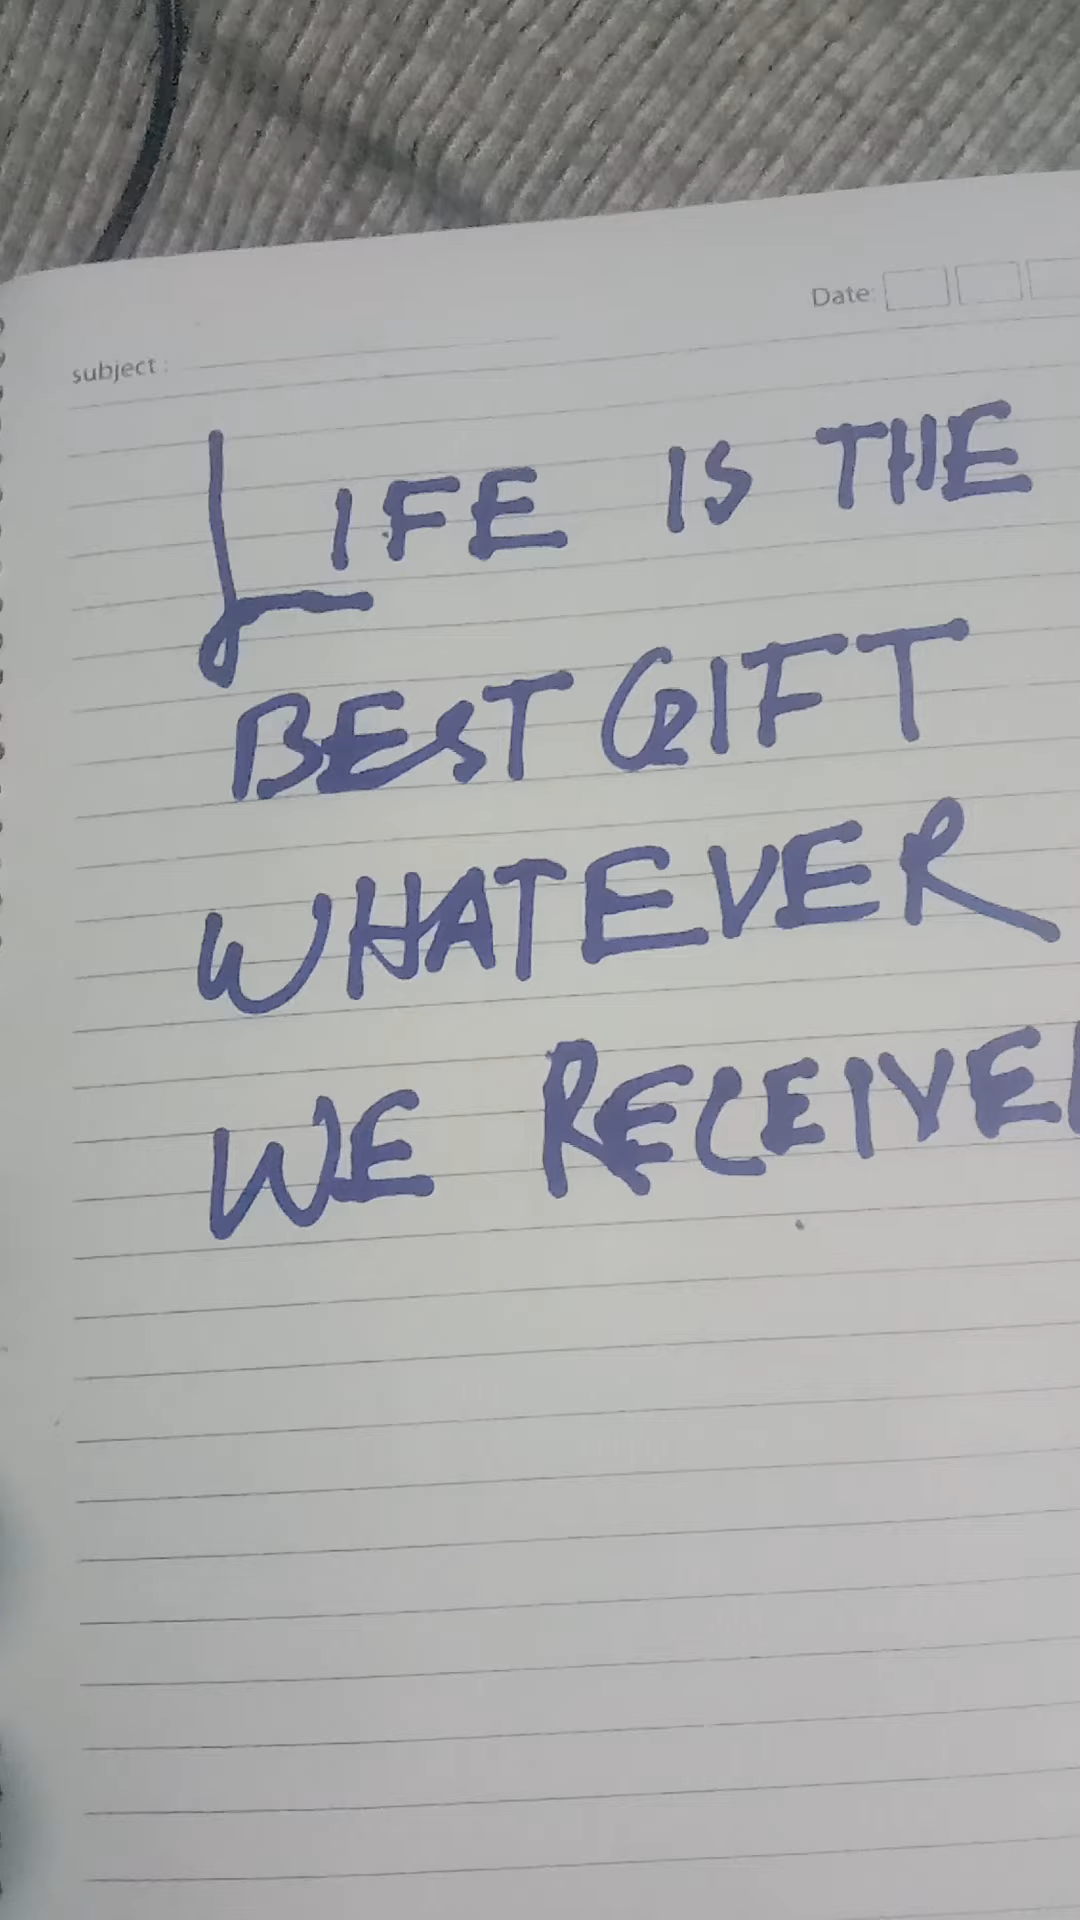 Date:
subject :
LIFE IS THE
BEST GIFT
WHATEVER
WE RECEIVE